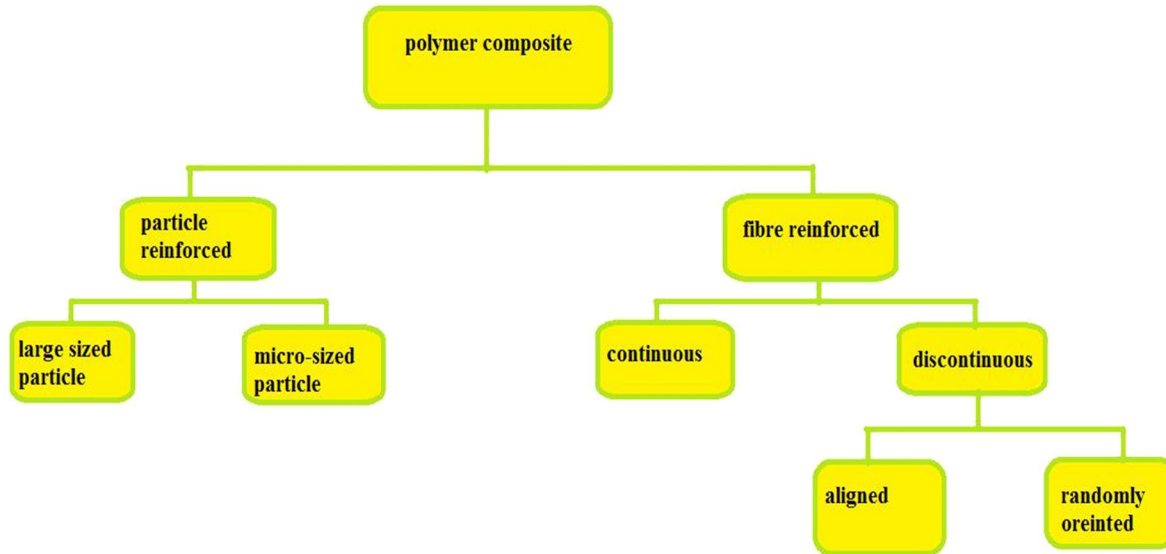 polymer composite
particle
reinforced
fibre reinforced
large sized
particle
micro-sized
particle
continuous
discontinuous
aligned
randomly
oreinted